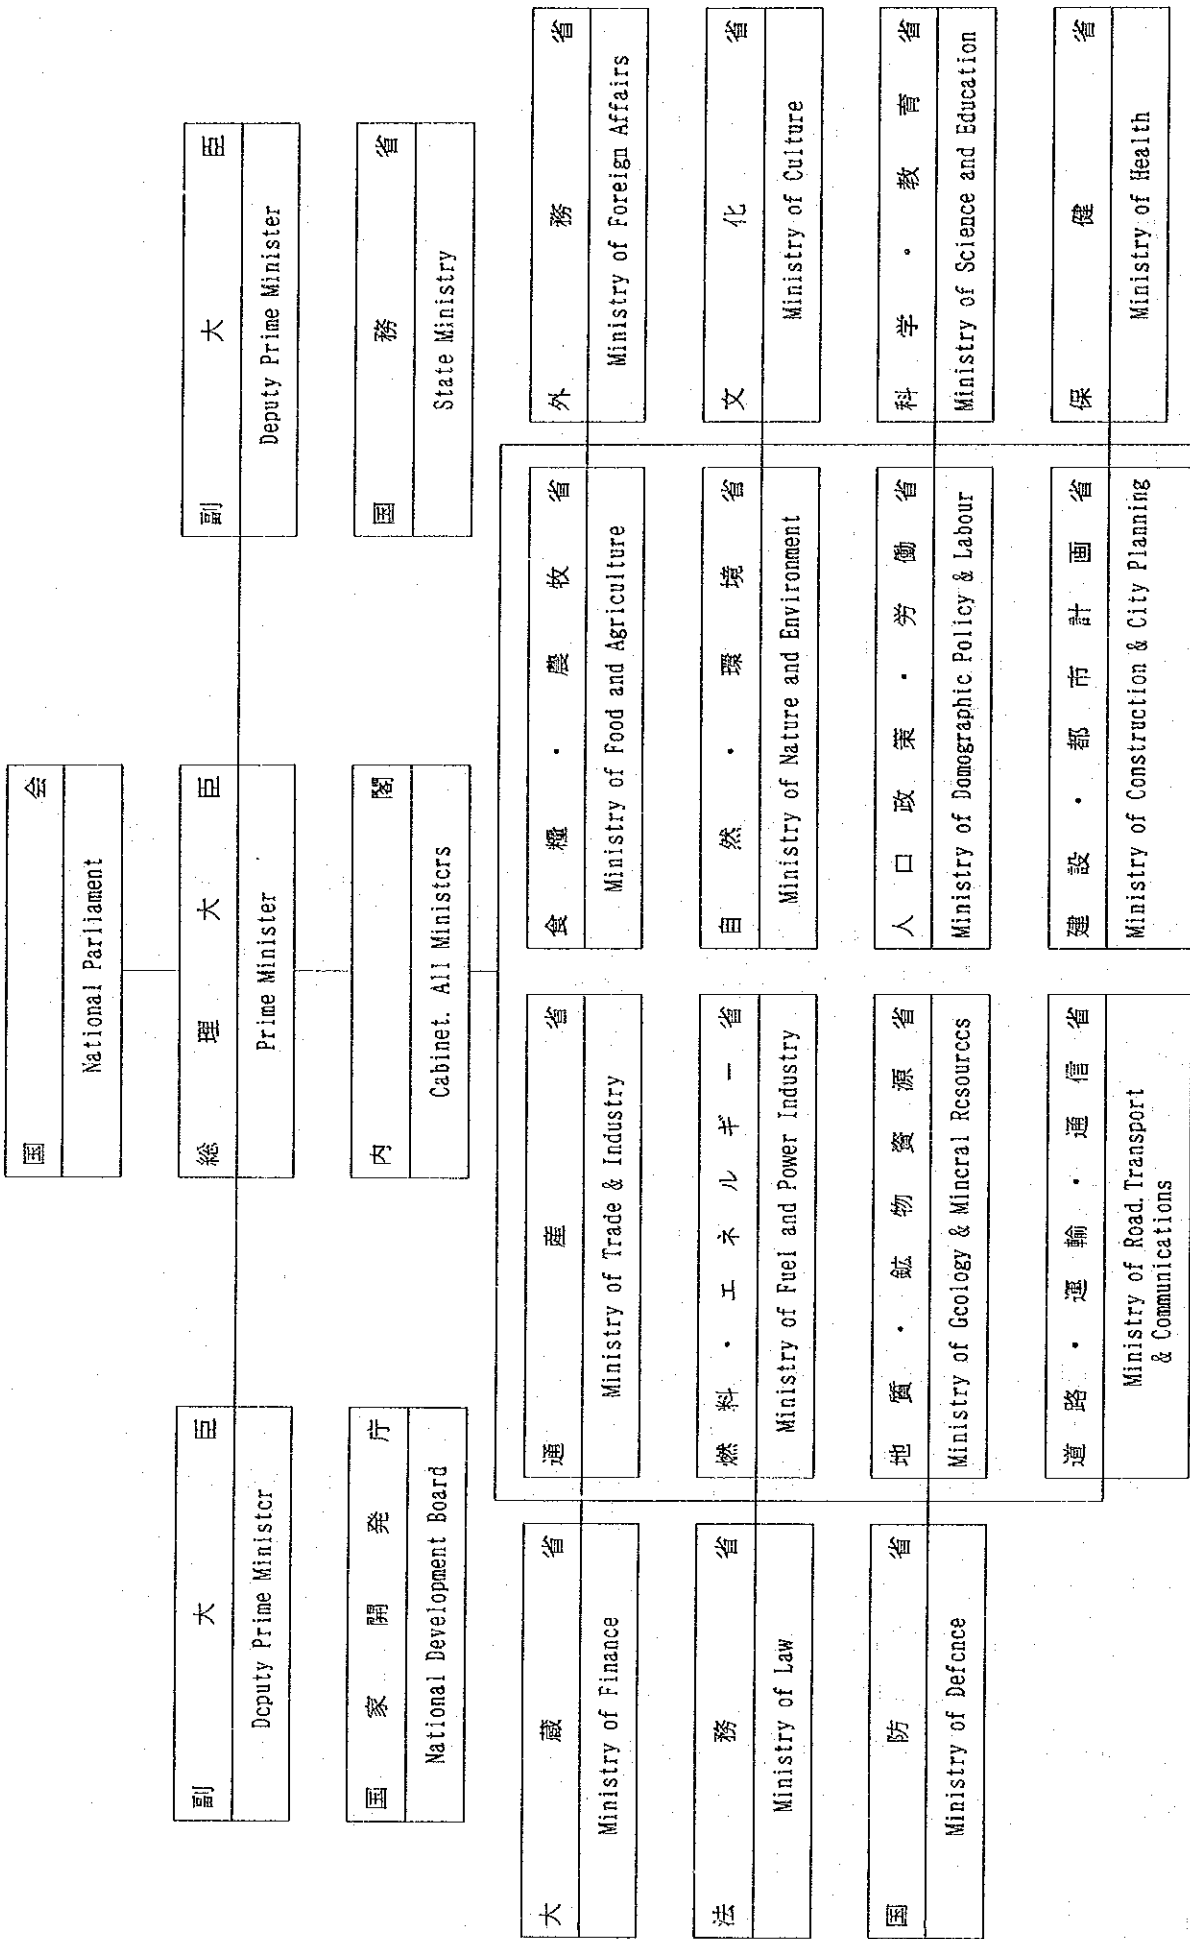 国会
National Parliament
副大臣
Deputy Prime Minister
総理大臣
Prime Minister
副大臣
Deputy Prime Minister
国家開発庁
National Development Board
内閣
Cabinet. All Ministers
国務省
State Ministry
大蔵省
Ministry of Finance
通産省
Ministry of Trade & Industry
食糧・農牧省
Ministry of Food and Agriculture
外務省
Ministry of Foreign Affairs
法務省
Ministry of Law
燃料・エネルギー省
Ministry of Fuel and Power Industry
自然・環境省
Ministry of Nature and Environment
文化省
Ministry of Culture
国防省
Ministry of Defence
地質・鉱物資源省
Ministry of Geology & Mineral Resources
人口政策・労働省
Ministry of Domographic Policy & Labour
科学・教育省
Ministry of Science and Education
道路・運輸・通信省
Ministry of Road.Transport
& Communications
建設・都市計画省
Ministry of Construction & City Planning
保健省
Ministry of Health